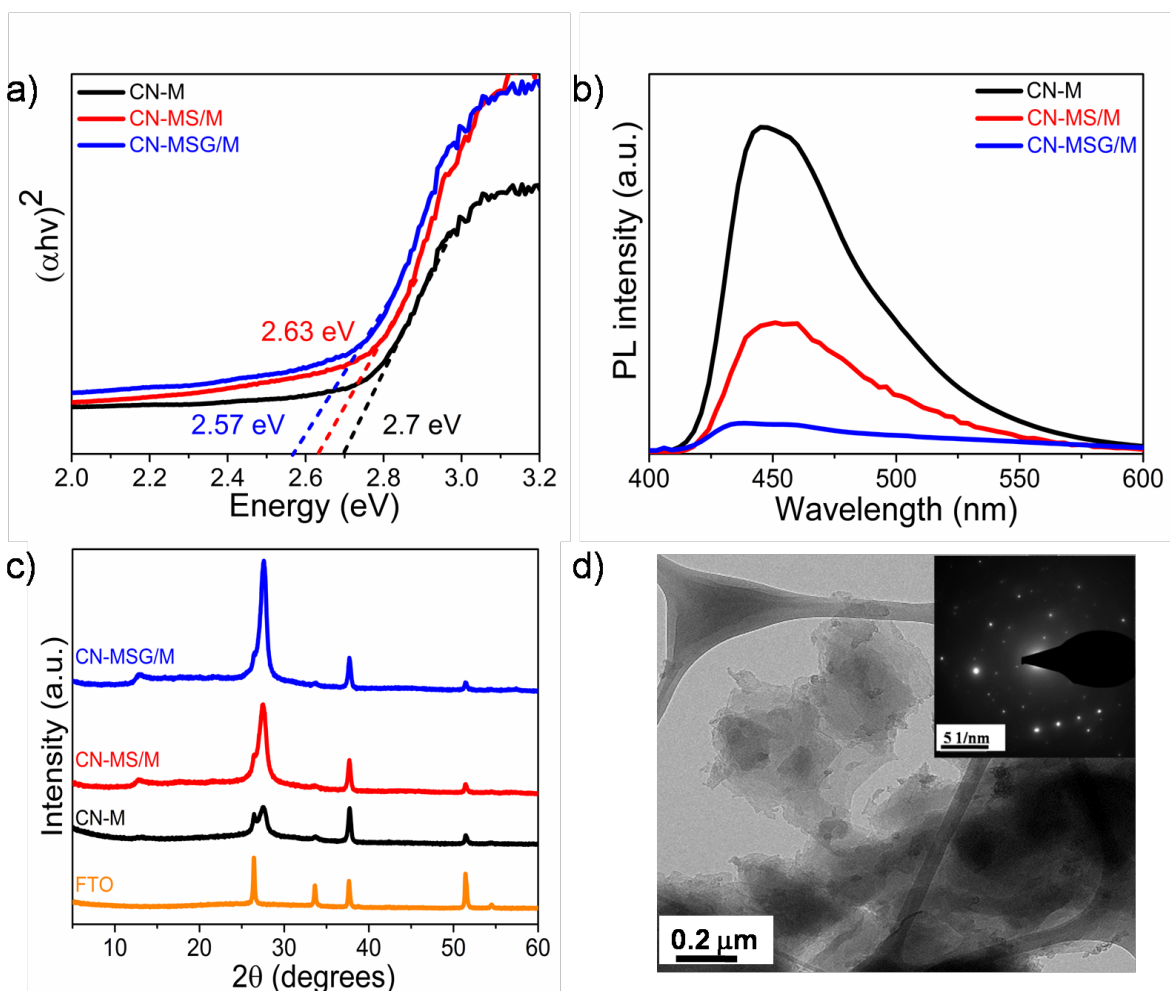 a)
CN-M
CN-MS/M
CN-MSG/M
(αhν)²
2.63 eV
2.57 eV
2.7 eV
2.0 2.2 2.4 2.6 2.8 3.0 3.2
Energy (eV)
b)
CN-M
CN-MS/M
CN-MSG/M
PL intensity (a.u.)
400 450 500 550 600
Wavelength (nm)
c)
CN-MSG/M
CN-MS/M
CN-M
FTO
Intensity (a.u.)
10 20 30 40 50 60
2θ (degrees)
d)
5 1/nm
0.2 μm